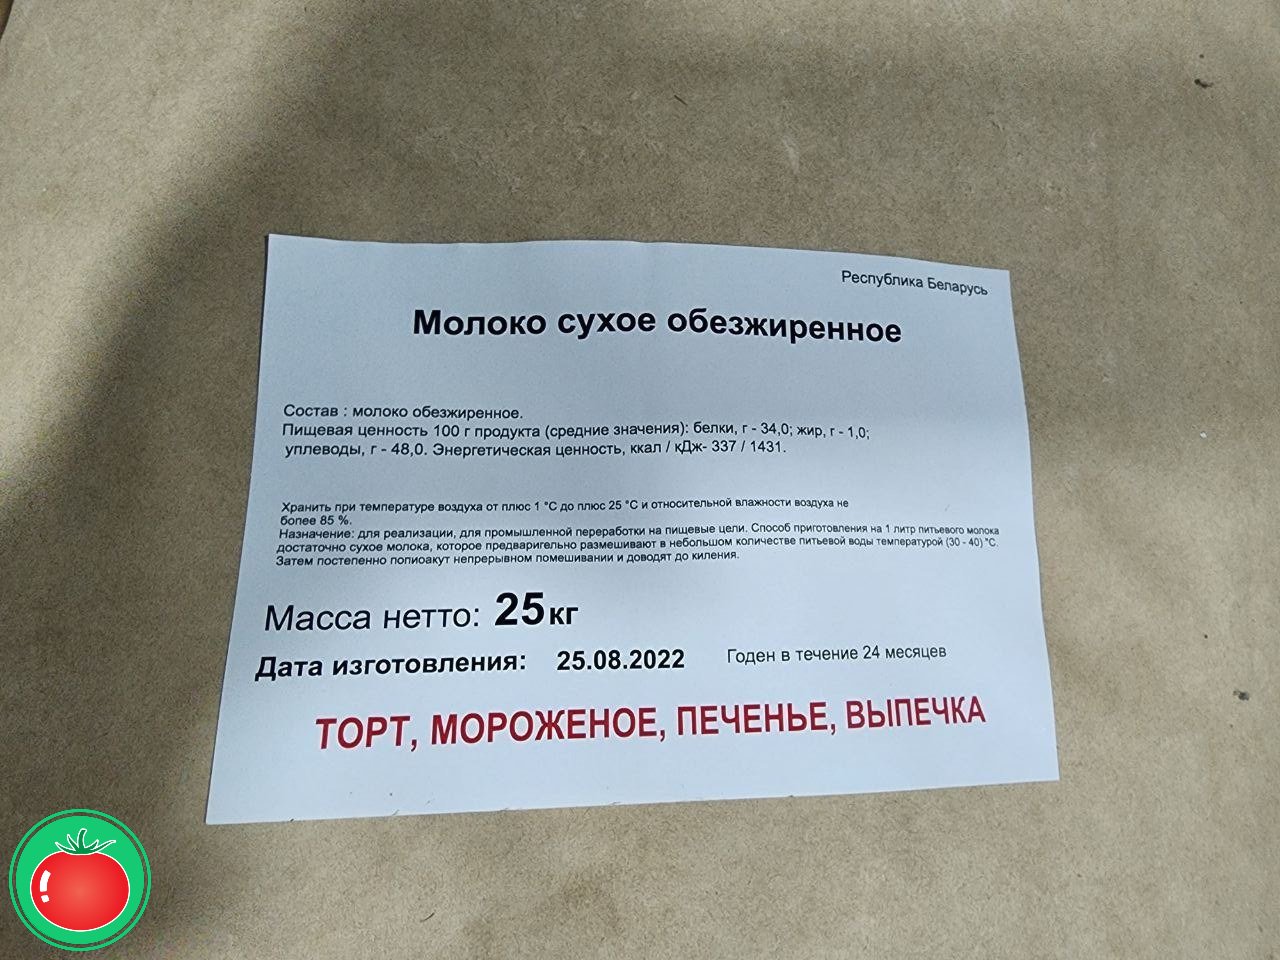 Республика Беларусь
Молоко сухое обезжиренное
Состав : молоко обезжиренное.
Пищевая ценность 100 г продукта (средние значения): белки, г - 34,0; жир, г - 1,0;
углеводы, г - 48,0. Энергетическая ценность, ккал / кДж- 337 / 1431.
Хранить при температуре воздуха от плюс 1 °С до плюс 25 °С и относительной влажности воздуха не
более 85 %.
Назначение: для реализации, для промышленной переработки на пищевые цели. Способ приготовления на 1 литр питьевого молока
достаточно сухое молока, которое предваригельно размешивают в небольшом количестве питьевой воды температурой (30 - 40) °С.
Затем постепенно полиоакут непрерывном помешивании и доводят до киления.
Масса нетто: 25кг
Дата изготовления: 25.08.2022 Годен в течение 24 месяцев
ТОРТ, МОРОЖЕНОЕ, ПЕЧЕНЬЕ, ВЫПЕЧКА